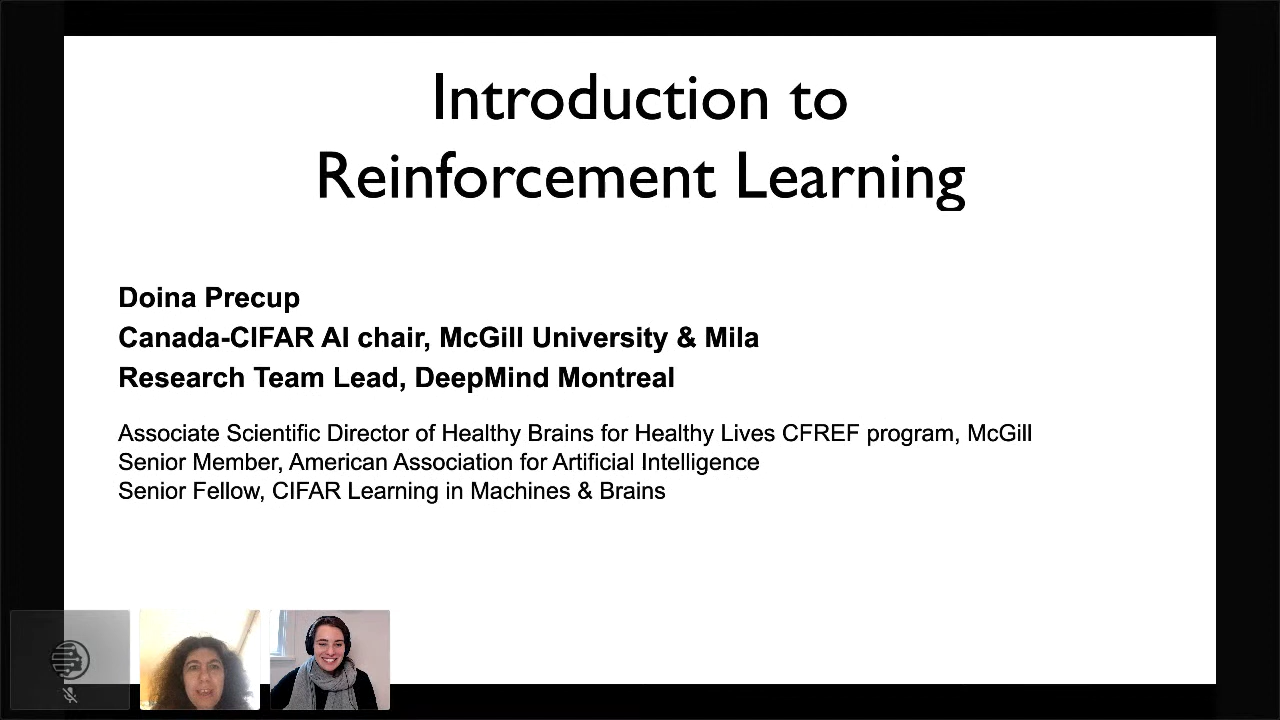 Introduction to
Reinforcement Learning
Doina Precup
Canada-CIFAR AI chair, McGill University & Mila
Research Team Lead, DeepMind Montreal
Associate Scientific Director of Healthy Brains for Healthy Lives CFREF program, McGill
Senior Member, American Association for Artificial Intelligence
Senior Fellow, CIFAR Learning in Machines & Brains